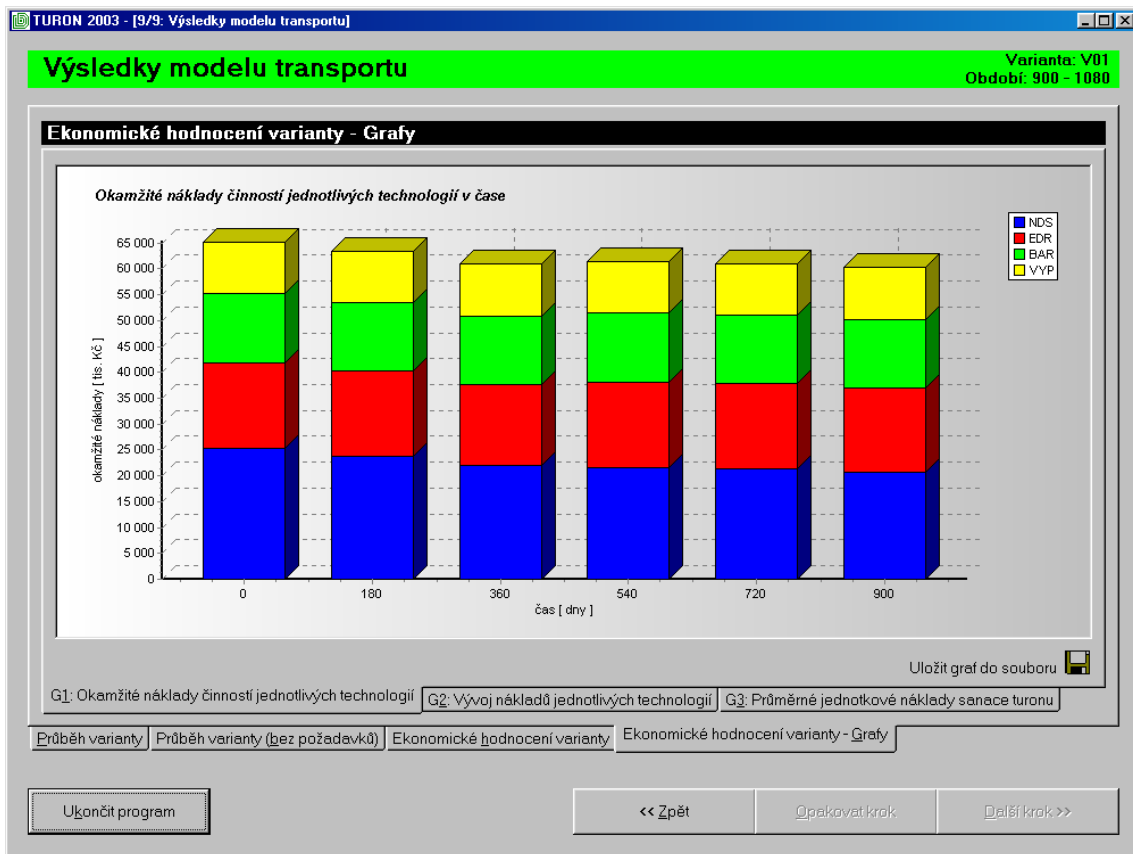 TURON 2003 - [9/9: Výsledky modelu transportu]
Výsledky modelu transportu
Varianta: V01
Období: 900 - 1080
Ekonomické hodnocení varianty - Grafy
Okamžité náklady činností jednotlivých technologií v čase
NDS
EDR
BAR
VYP
okamžité náklady [ tis. Kč ]
65 000
60 000
55 000
50 000
45 000
40 000
35 000
30 000
25 000
20 000
15 000
10 000
5 000
0
0 180 360 540 720 900
čas [ dny ]
Uložit graf do souboru
G1: Okamžité náklady činností jednotlivých technologií G2: Vývoj nákladů jednotlivých technologií G3: Průměrné jednotkové náklady sanace turonu
Průběh varianty Průběh varianty (bez požadavků) Ekonomické hodnocení varianty Ekonomické hodnocení varianty - Grafy
Ukončit program << Zpět Opakovat krok Další krok >>